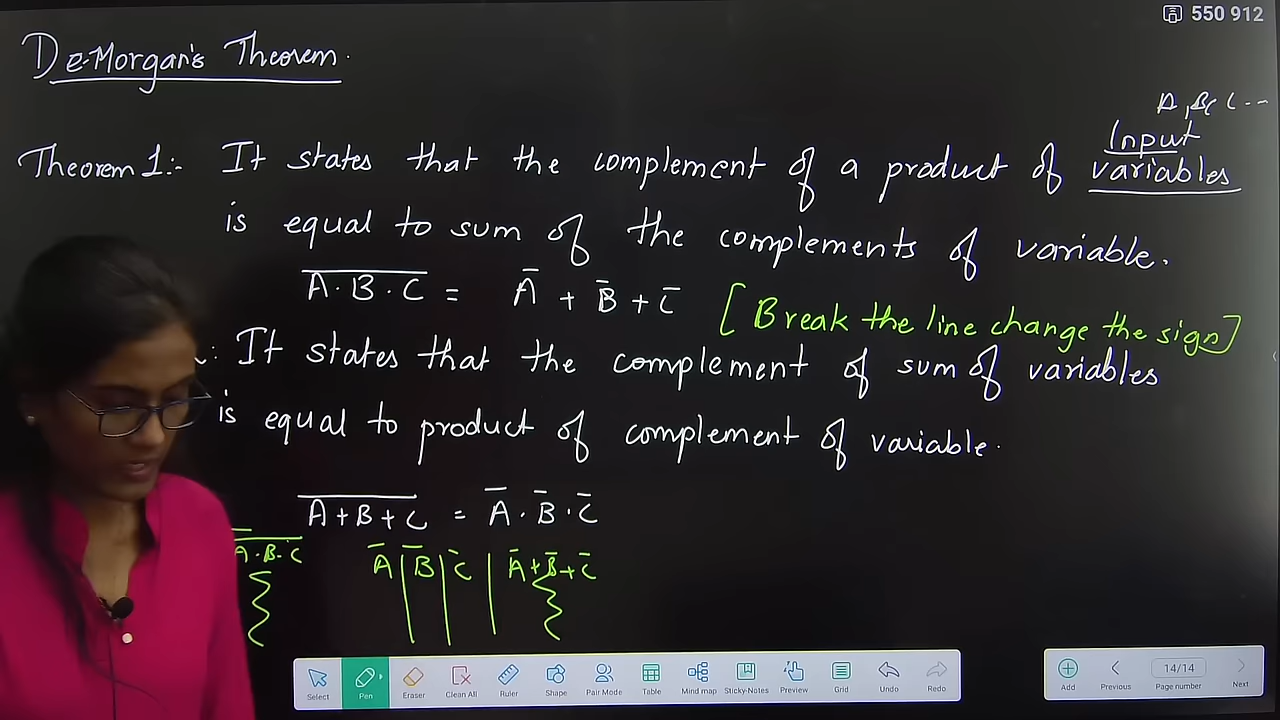 550 912
De-Morgan's Theorem.
A, B, C ...
Input
Theorem 1:- It states that the complement of a product of variables
is equal to sum of the complements of variable.
A̅ ̅·̅ ̅B̅ ̅·̅ ̅C̅ = A̅ + B̅ + C̅ [Break the line change the sign]
: It states that the complement of sum of variables
is equal to product of complement of variable.
A̅+̅B̅+̅C̅ = A̅ · B̅ · C̅
A̅·̅B̅·̅C̅ A̅ | B̅ | C̅ | A̅+B̅+C̅
Select Pen Eraser Clean All Ruler Shape Pair Mode Table Mind map Sticky-Notes Preview Grid Undo Redo
Add Previous 14/14 Page number Next